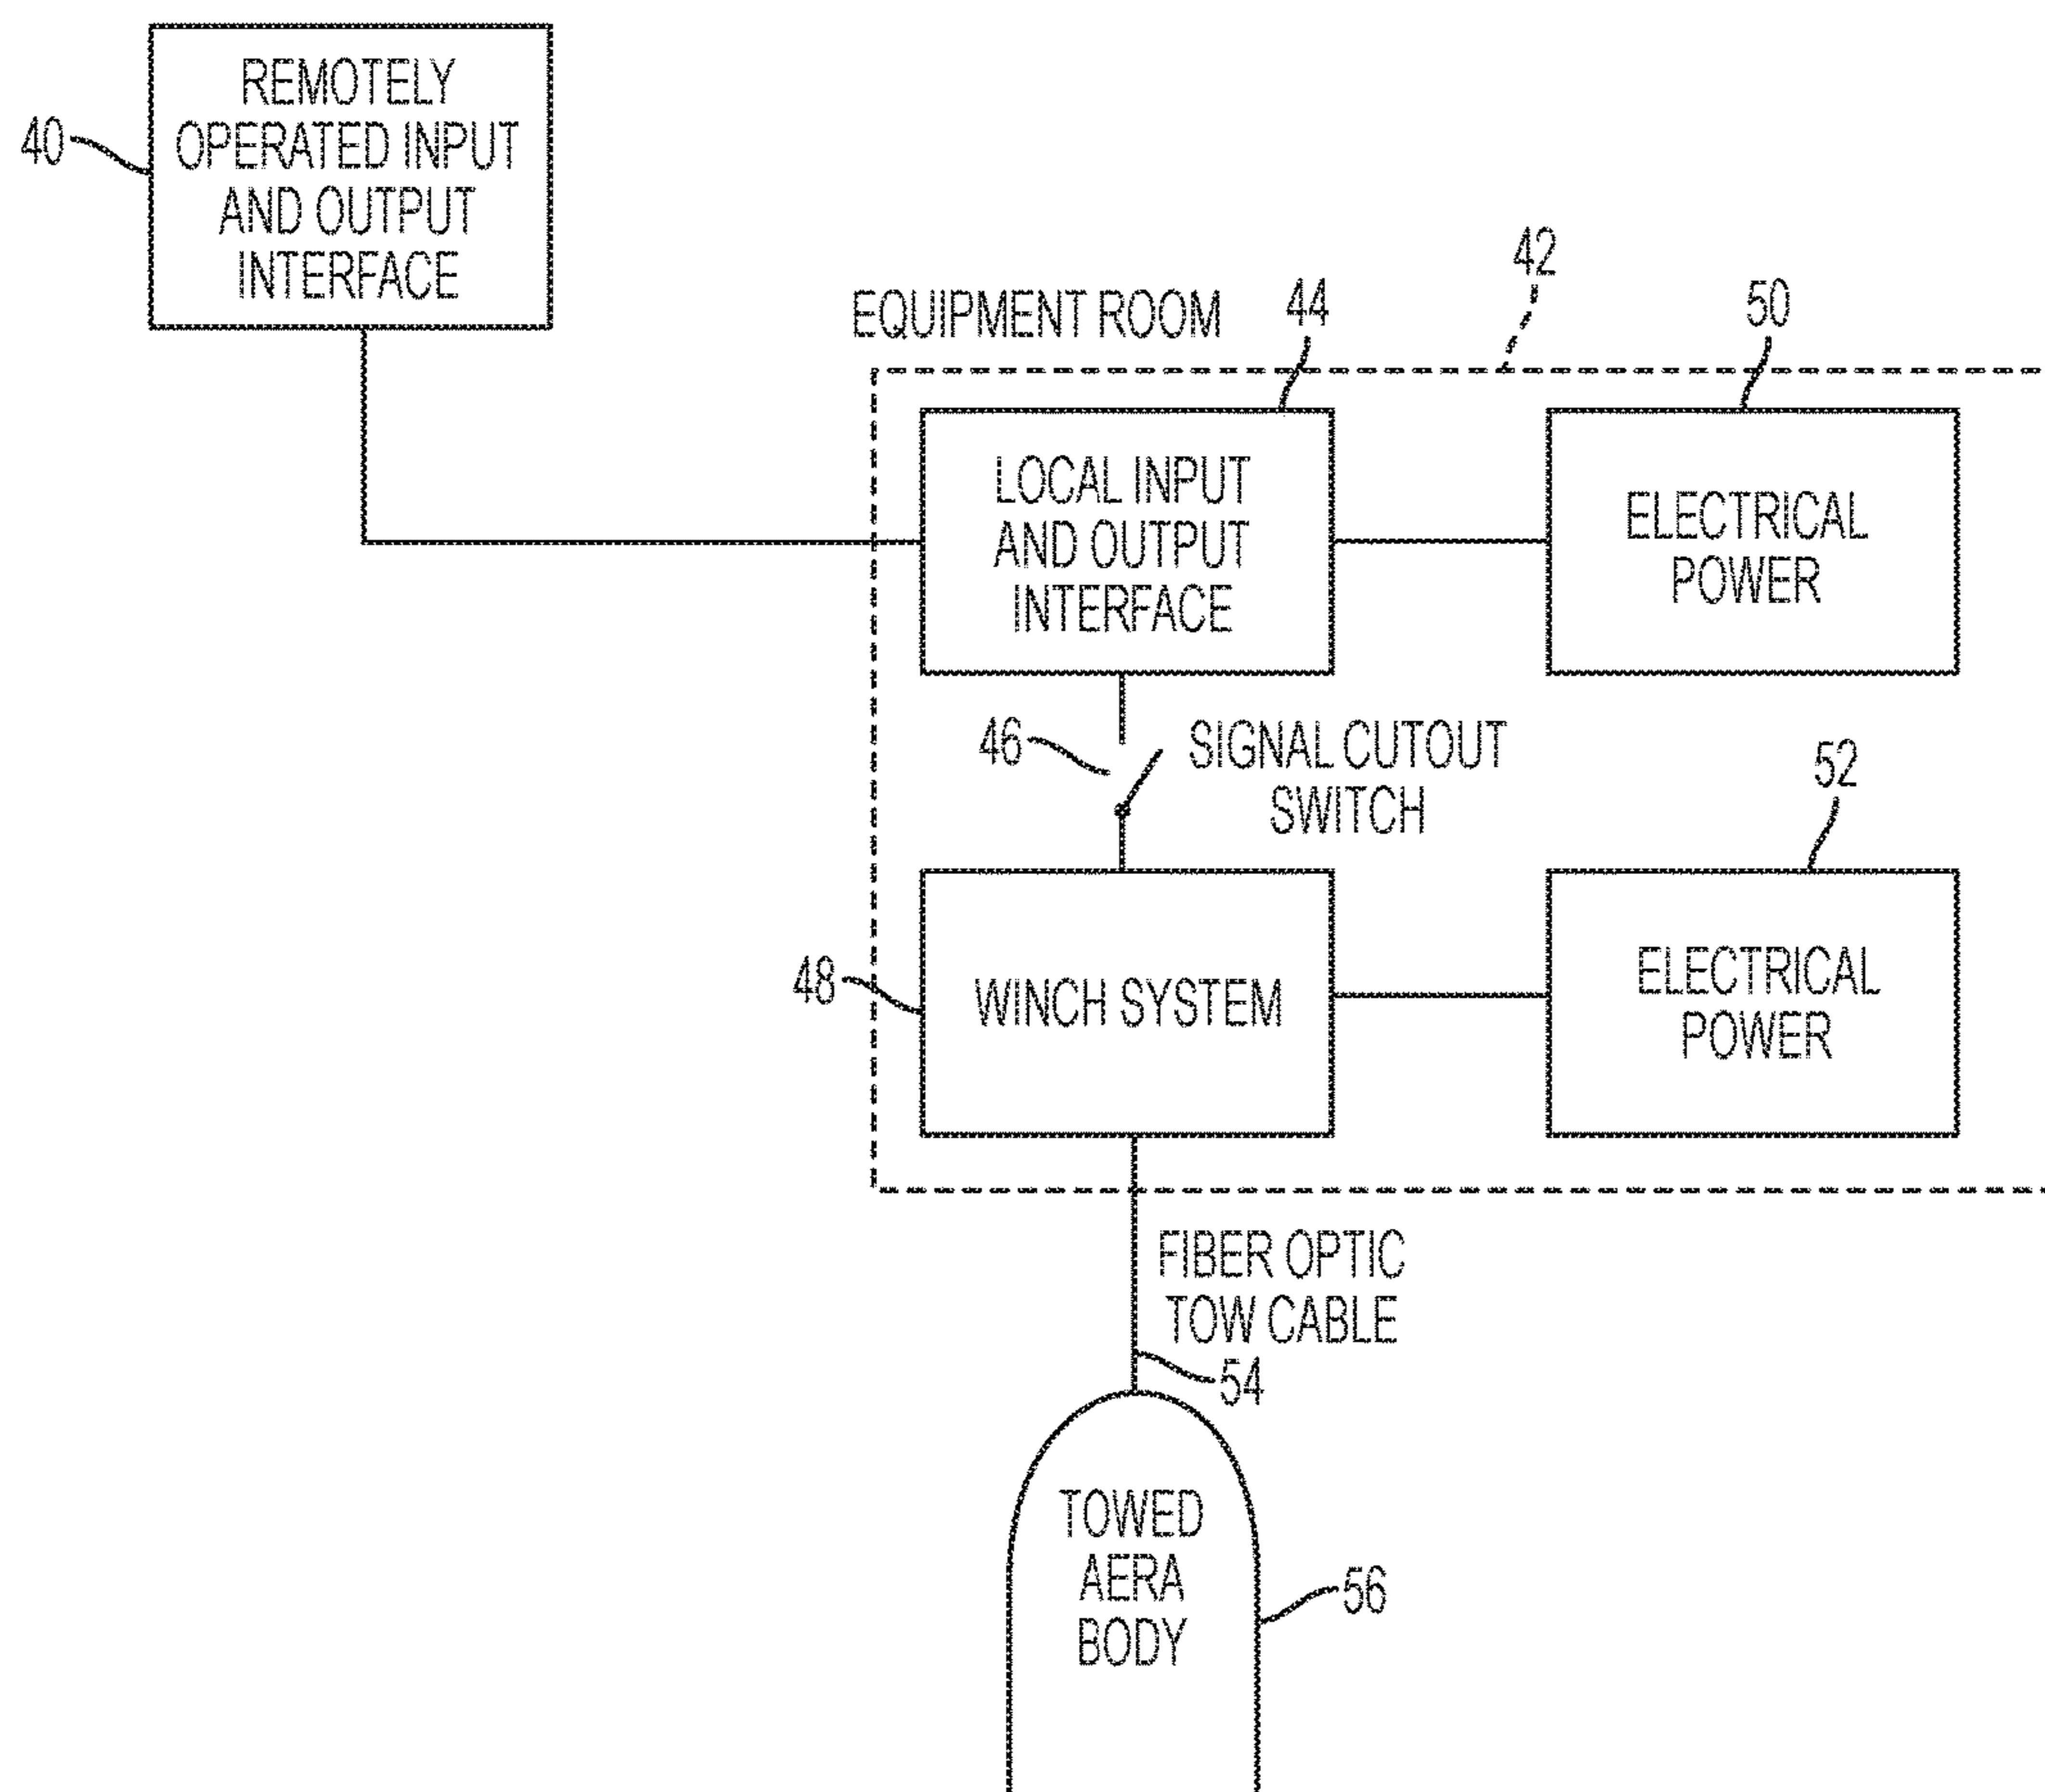 REMOTELY
OPERATED INPUT
AND OUTPUT
INTERFACE
40
42
EQUIPMENT ROOM
44
50
LOCAL INPUT
AND OUTPUT
INTERFACE
ELECTRICAL
POWER
46
SIGNAL CUTOUT
SWITCH
52
48
WINCH SYSTEM
ELECTRICAL
POWER
FIBER OPTIC
TOW CABLE
54
TOWED
AERA
BODY
56